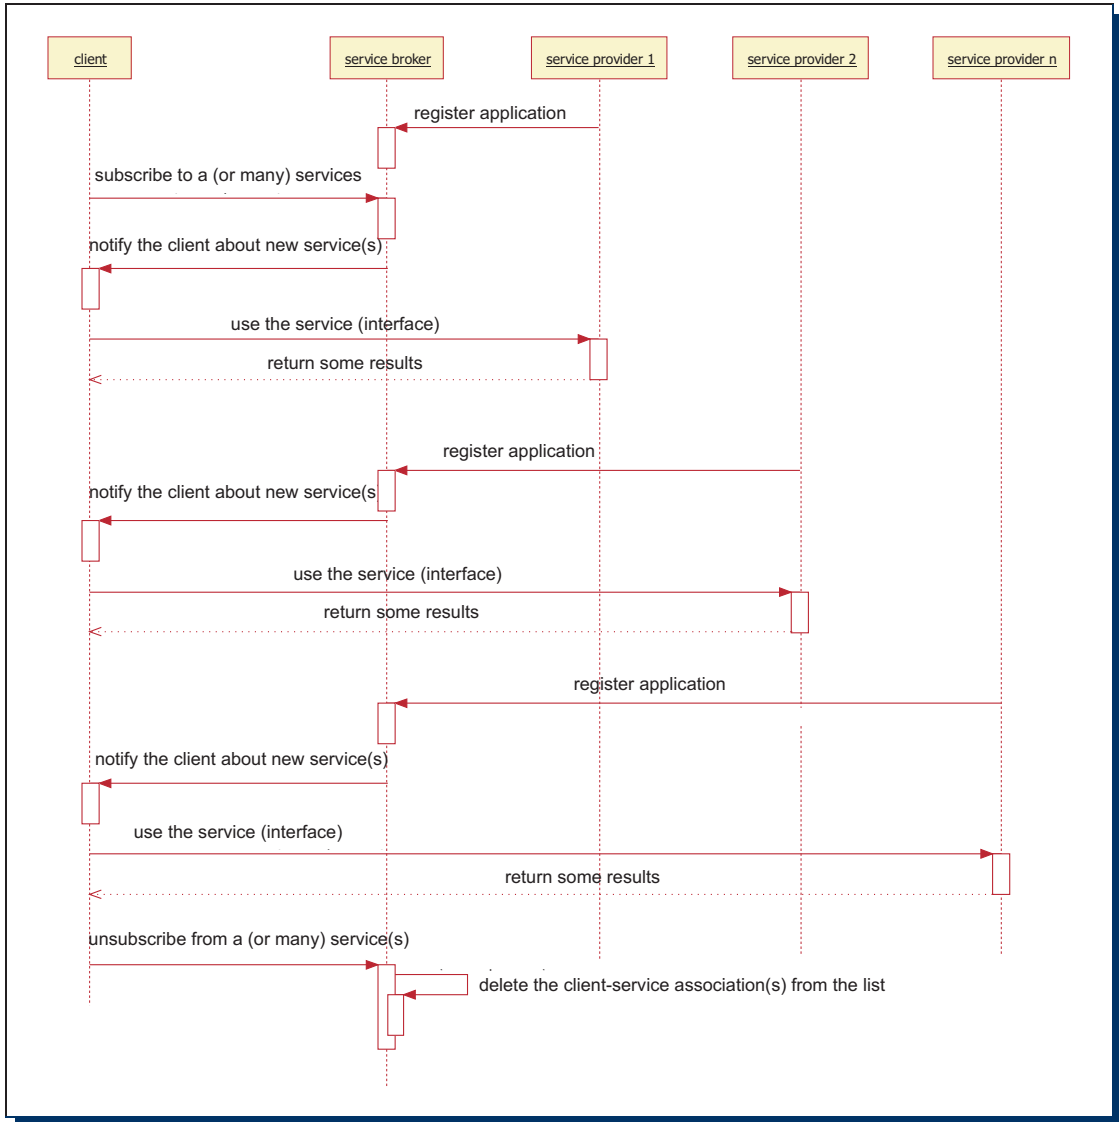 client
service broker
service provider 1
service provider 2
service provider n
register application
subscribe to a (or many) services
notify the client about new service(s)
use the service (interface)
return some results
register application
notify the client about new service(s
use the service (interface)
return some results
register application
notify the client about new service(s)
use the service (interface)
return some results
unsubscribe from a (or many) service(s)
delete the client-service association(s) from the list